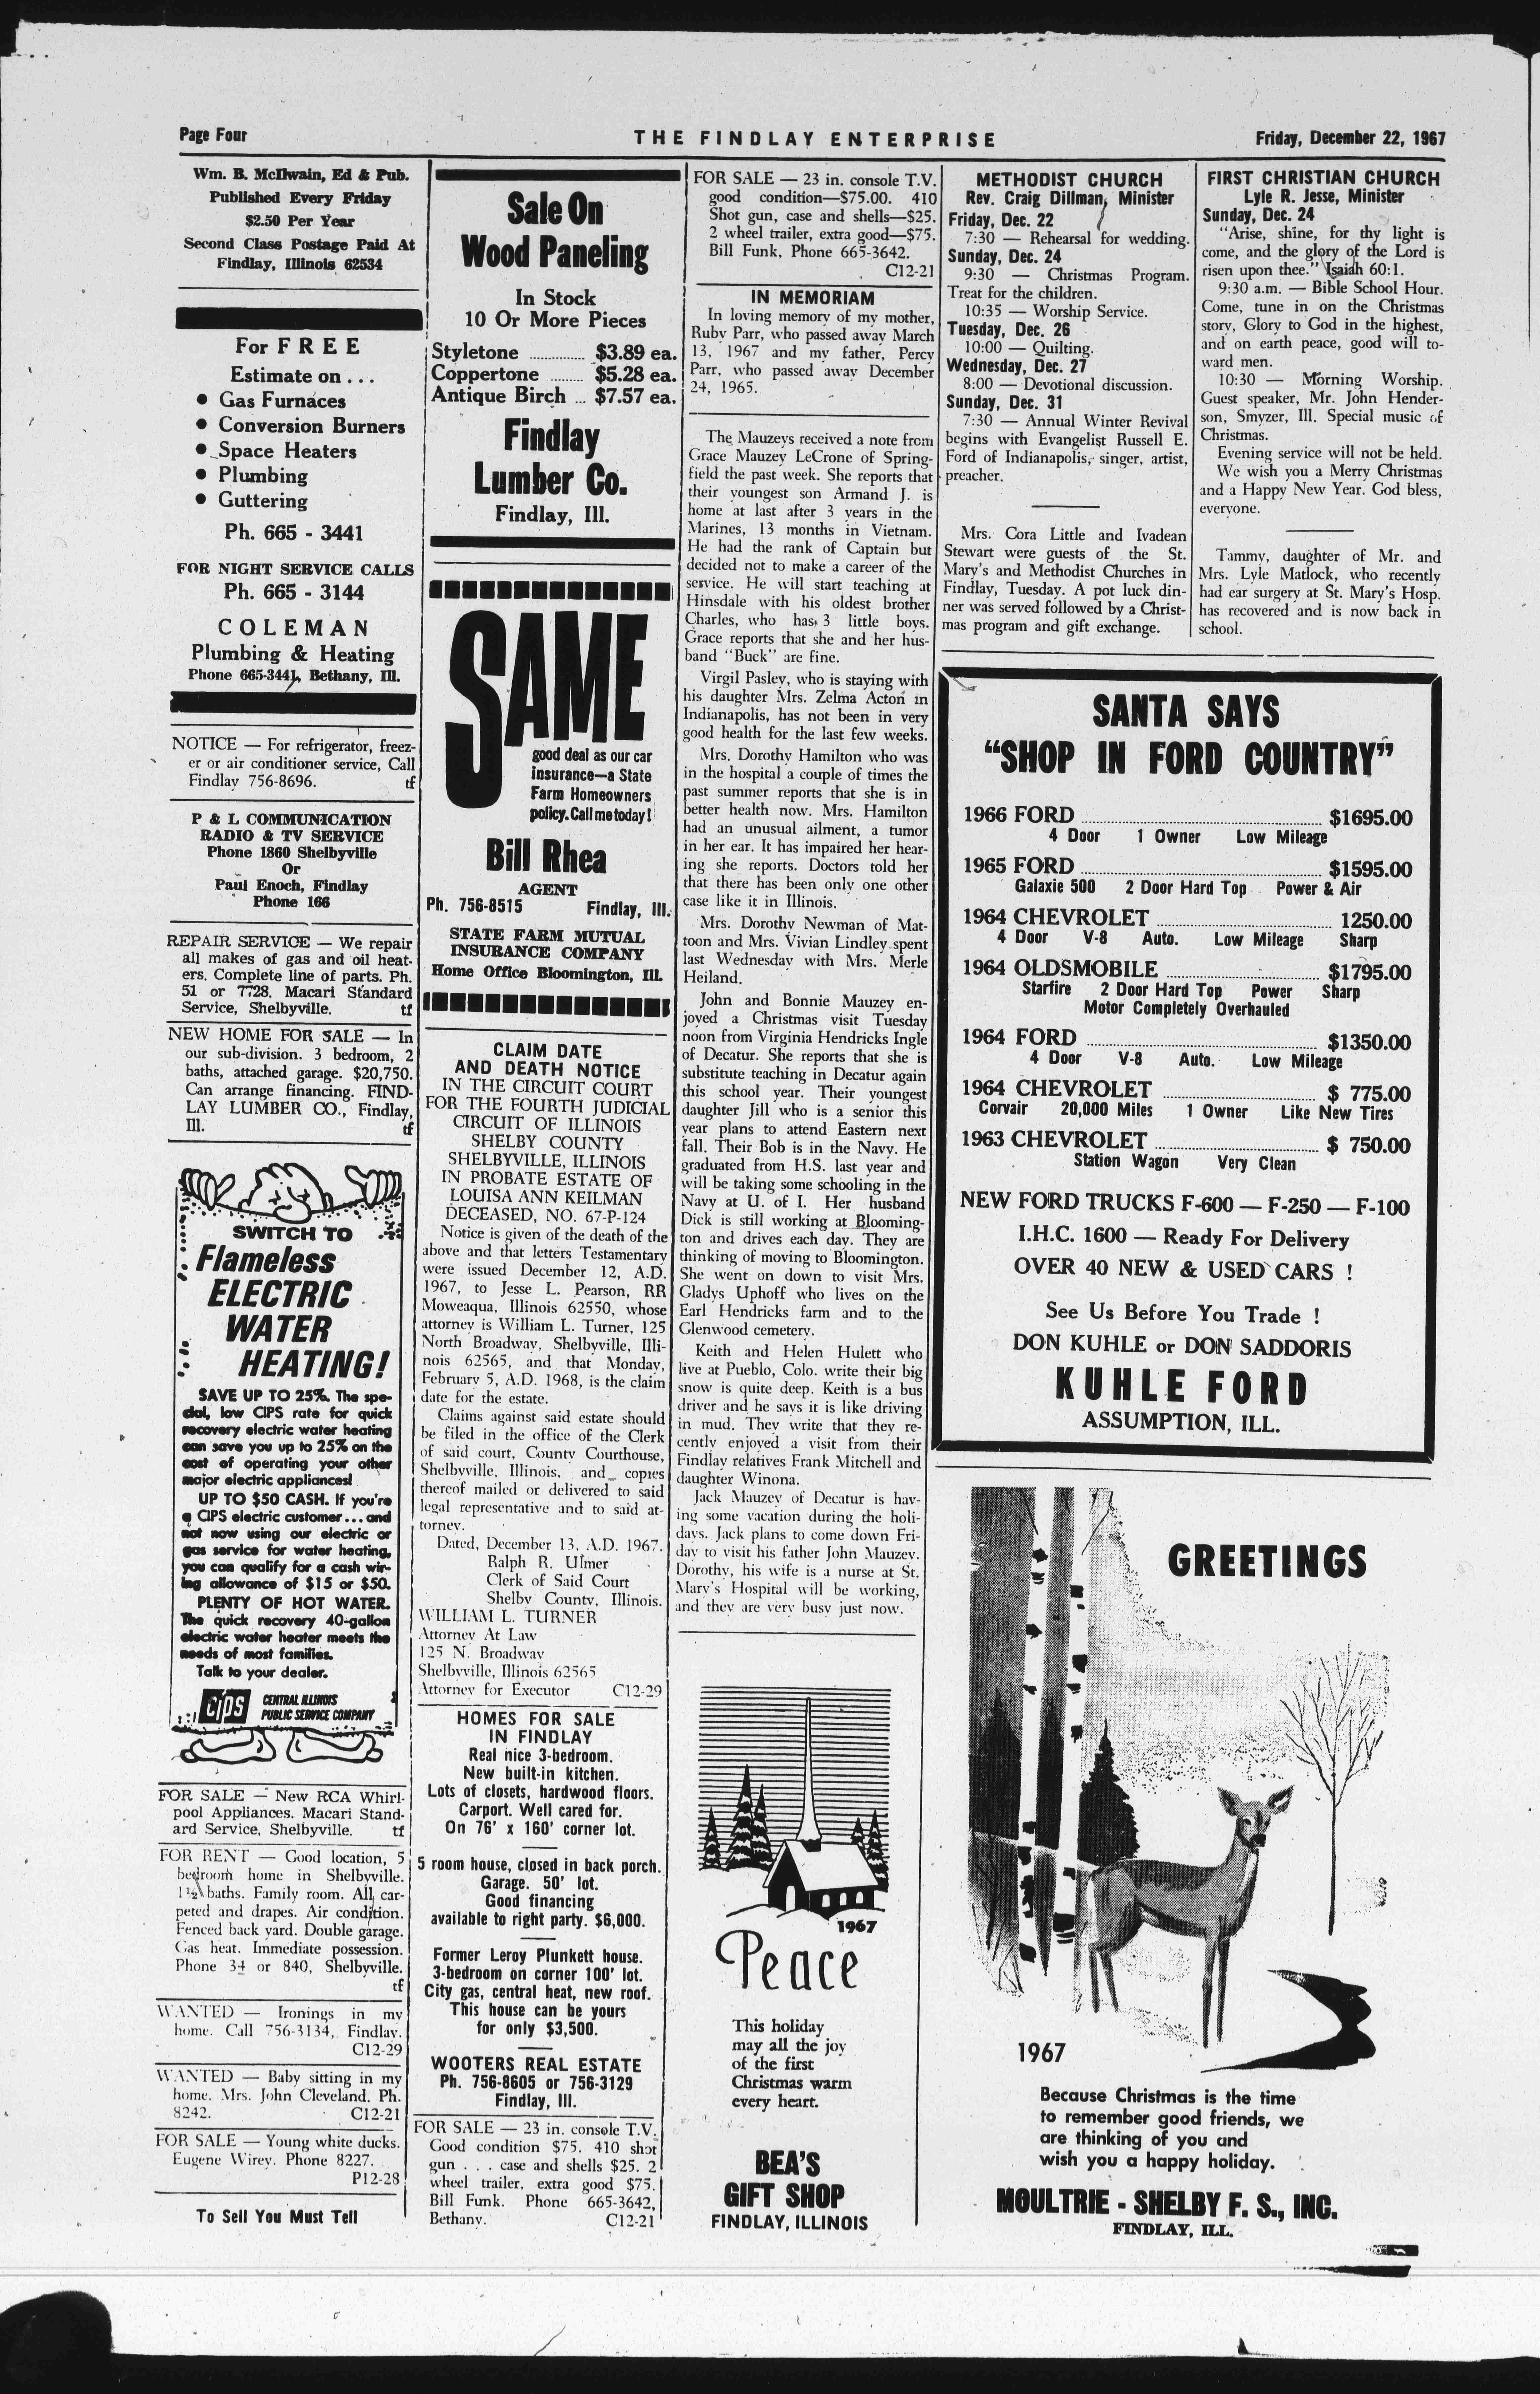 Page Four
THE FINDLAY ENTERPRISE
Friday, December 22, 1967
Wm. B. McIlwain, Ed & Pub.
Published Every Friday
$2.50 Per Year
Second Class Postage Paid At
Findlay, Illinois 62534
For FREE
Estimate on . . .
• Gas Furnaces
• Conversion Burners
• Space Heaters
• Plumbing
• Guttering
Ph. 665 - 3441
FOR NIGHT SERVICE CALLS
Ph. 665 - 3144
COLEMAN
Plumbing & Heating
Phone 665-3441, Bethany, Ill.
NOTICE — For refrigerator, freez-
er or air conditioner service, Call
Findlay 756-8696. tf
P & L COMMUNICATION
RADIO & TV SERVICE
Phone 1860 Shelbyville
Or
Paul Enoch, Findlay
Phone 166
REPAIR SERVICE — We repair
all makes of gas and oil heat-
ers. Complete line of parts. Ph.
51 or 7728. Macari Standard
Service, Shelbyville. tf
NEW HOME FOR SALE — In
our sub-division. 3 bedroom, 2
baths, attached garage. $20,750.
Can arrange financing. FIND-
LAY LUMBER CO., Findlay,
Ill. tf
SWITCH TO
Flameless
ELECTRIC
WATER
HEATING!
SAVE UP TO 25%. The spe-
cial, low CIPS rate for quick
recovery electric water heating
can save you up to 25% on the
cost of operating your other
major electric appliances!
UP TO $50 CASH. If you're
a CIPS electric customer...and
not now using our electric or
gas service for water heating,
you can qualify for a cash wir-
ing allowance of $15 or $50.
PLENTY OF HOT WATER.
The quick recovery 40-gallon
electric water heater meets the
needs of most families.
Talk to your dealer.
CIPS CENTRAL ILLINOIS
PUBLIC SERVICE COMPANY
FOR SALE — New RCA Whirl-
pool Appliances. Macari Stand-
ard Service, Shelbyville. tf
FOR RENT — Good location, 5
bedroom home in Shelbyville.
1½ baths. Family room. All car-
peted and drapes. Air condition.
Fenced back yard. Double garage.
Gas heat. Immediate possession.
Phone 34 or 840, Shelbyville.
tf
WANTED — Ironings in my
home. Call 756-3134, Findlay.
C12-29
WANTED — Baby sitting in my
home. Mrs. John Cleveland. Ph.
8242. C12-21
FOR SALE — Young white ducks.
Eugene Wirey. Phone 8227.
P12-28
To Sell You Must Tell
Sale On
Wood Paneling
In Stock
10 Or More Pieces
Styletone .............. $3.89 ea.
Coppertone ......... $5.28 ea.
Antique Birch ... $7.57 ea.
Findlay
Lumber Co.
Findlay, Ill.
SAME
good deal as our car
insurance—a State
Farm Homeowners
policy. Call me today!
Bill Rhea
AGENT
Ph. 756-8515 Findlay, Ill.
STATE FARM MUTUAL
INSURANCE COMPANY
Home Office Bloomington, Ill.
CLAIM DATE
AND DEATH NOTICE
IN THE CIRCUIT COURT
FOR THE FOURTH JUDICIAL
CIRCUIT OF ILLINOIS
SHELBY COUNTY
SHELBYVILLE, ILLINOIS
IN PROBATE ESTATE OF
LOUISA ANN KEILMAN
DECEASED, NO. 67-P-124
Notice is given of the death of the
above and that letters Testamentary
were issued December 12, A.D.
1967, to Jesse L. Pearson, RR
Moweaqua, Illinois 62550, whose
attorney is William L. Turner, 125
North Broadway, Shelbyville, Illi-
nois 62565, and that Monday,
February 5, A.D. 1968, is the claim
date for the estate.
Claims against said estate should
be filed in the office of the Clerk
of said court, County Courthouse,
Shelbyville, Illinois, and copies
thereof mailed or delivered to said
legal representative and to said at-
torney.
Dated, December 13, A.D. 1967.
Ralph R. Ulmer
Clerk of Said Court
Shelby County, Illinois.
WILLIAM L. TURNER
Attorney At Law
125 N. Broadway
Shelbyville, Illinois 62565
Attorney for Executor C12-29
HOMES FOR SALE
IN FINDLAY
Real nice 3-bedroom.
New built-in kitchen.
Lots of closets, hardwood floors.
Carport. Well cared for.
On 76' x 160' corner lot.
5 room house, closed in back porch.
Garage. 50' lot.
Good financing
available to right party. $6,000.
Former Leroy Plunkett house.
3-bedroom on corner 100' lot.
City gas, central heat, new roof.
This house can be yours
for only $3,500.
WOOTERS REAL ESTATE
Ph. 756-8605 or 756-3129
Findlay, Ill.
FOR SALE — 23 in. console T.V.
Good condition $75. 410 shot
gun . . . case and shells $25. 2
wheel trailer, extra good $75.
Bill Funk. Phone 665-3642,
Bethany. C12-21
FOR SALE — 23 in. console T.V.
good condition—$75.00. 410
Shot gun, case and shells—$25.
2 wheel trailer, extra good—$75.
Bill Funk, Phone 665-3642.
C12-21
IN MEMORIAM
In loving memory of my mother,
Ruby Parr, who passed away March
13, 1967 and my father, Percy
Parr, who passed away December
24, 1965.
The Mauzeys received a note from
Grace Mauzey LeCrone of Spring-
field the past week. She reports that
their youngest son Armand J. is
home at last after 3 years in the
Marines, 13 months in Vietnam.
He had the rank of Captain but
decided not to make a career of the
service. He will start teaching at
Hinsdale with his oldest brother
Charles, who has 3 little boys.
Grace reports that she and her hus-
band "Buck" are fine.
Virgil Pasley, who is staying with
his daughter Mrs. Zelma Acton in
Indianapolis, has not been in very
good health for the last few weeks.
Mrs. Dorothy Hamilton who was
in the hospital a couple of times the
past summer reports that she is in
better health now. Mrs. Hamilton
had an unusual ailment, a tumor
in her ear. It has impaired her hear-
ing she reports. Doctors told her
that there has been only one other
case like it in Illinois.
Mrs. Dorothy Newman of Mat-
toon and Mrs. Vivian Lindley spent
last Wednesday with Mrs. Merle
Heiland.
John and Bonnie Mauzey en-
joyed a Christmas visit Tuesday
noon from Virginia Hendricks Ingle
of Decatur. She reports that she is
substitute teaching in Decatur again
this school year. Their youngest
daughter Jill who is a senior this
year plans to attend Eastern next
fall. Their Bob is in the Navy. He
graduated from H.S. last year and
will be taking some schooling in the
Navy at U. of I. Her husband
Dick is still working at Blooming-
ton and drives each day. They are
thinking of moving to Bloomington.
She went on down to visit Mrs.
Gladys Uphoff who lives on the
Earl Hendricks farm and to the
Glenwood cemetery.
Keith and Helen Hulett who
live at Pueblo, Colo. write their big
snow is quite deep. Keith is a bus
driver and he says it is like driving
in mud. They write that they re-
cently enjoyed a visit from their
Findlay relatives Frank Mitchell and
daughter Winona.
Jack Mauzey of Decatur is hav-
ing some vacation during the holi-
days. Jack plans to come down Fri-
day to visit his father John Mauzey.
Dorothy, his wife is a nurse at St.
Mary's Hospital will be working,
and they are very busy just now.
1967
Peace
This holiday
may all the joy
of the first
Christmas warm
every heart.
BEA'S
GIFT SHOP
FINDLAY, ILLINOIS
METHODIST CHURCH
Rev. Craig Dillman, Minister
Friday, Dec. 22
7:30 — Rehearsal for wedding.
Sunday, Dec. 24
9:30 — Christmas Program.
Treat for the children.
10:35 — Worship Service.
Tuesday, Dec. 26
10:00 — Quilting.
Wednesday, Dec. 27
8:00 — Devotional discussion.
Sunday, Dec. 31
7:30 — Annual Winter Revival
begins with Evangelist Russell E.
Ford of Indianapolis, singer, artist,
preacher.
Mrs. Cora Little and Ivadean
Stewart were guests of the St.
Mary's and Methodist Churches in
Findlay, Tuesday. A pot luck din-
ner was served followed by a Christ-
mas program and gift exchange.
FIRST CHRISTIAN CHURCH
Lyle R. Jesse, Minister
Sunday, Dec. 24
"Arise, shine, for thy light is
come, and the glory of the Lord is
risen upon thee." Isaiah 60:1.
9:30 a.m. — Bible School Hour.
Come, tune in on the Christmas
story, Glory to God in the highest,
and on earth peace, good will to-
ward men.
10:30 — Morning Worship.
Guest speaker, Mr. John Hender-
son, Smyzer, Ill. Special music of
Christmas.
Evening service will not be held.
We wish you a Merry Christmas
and a Happy New Year. God bless,
everyone.
Tammy, daughter of Mr. and
Mrs. Lyle Matlock, who recently
had ear surgery at St. Mary's Hosp.
has recovered and is now back in
school.
SANTA SAYS
"SHOP IN FORD COUNTRY"
1966 FORD .......... $1695.00
4 Door 1 Owner Low Mileage
1965 FORD .......... $1595.00
Galaxie 500 2 Door Hard Top Power & Air
1964 CHEVROLET .......... 1250.00
4 Door V-8 Auto. Low Mileage Sharp
1964 OLDSMOBILE .......... $1795.00
Starfire 2 Door Hard Top Power Sharp
Motor Completely Overhauled
1964 FORD .......... $1350.00
4 Door V-8 Auto. Low Mileage
1964 CHEVROLET .......... $ 775.00
Corvair 20,000 Miles 1 Owner Like New Tires
1963 CHEVROLET .......... $ 750.00
Station Wagon Very Clean
NEW FORD TRUCKS F-600 — F-250 — F-100
I.H.C. 1600 — Ready For Delivery
OVER 40 NEW & USED CARS !
See Us Before You Trade !
DON KUHLE or DON SADDORIS
KUHLE FORD
ASSUMPTION, ILL.
GREETINGS
1967
Because Christmas is the time
to remember good friends, we
are thinking of you and
wish you a happy holiday.
MOULTRIE - SHELBY F. S., INC.
FINDLAY, ILL.